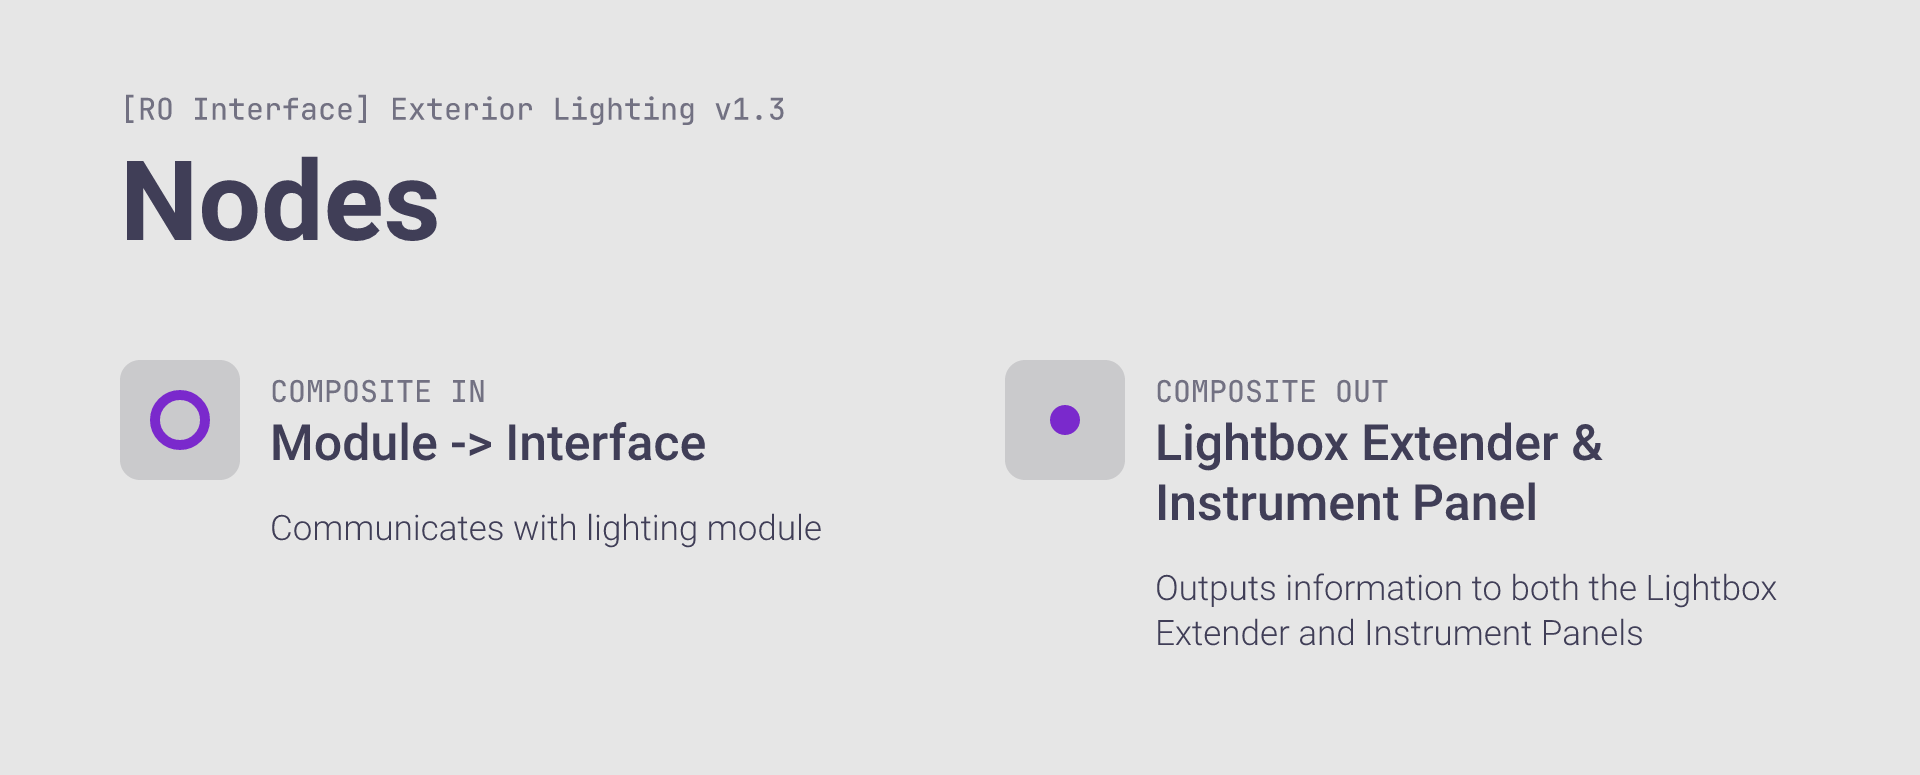 [RO Interface] Exterior Lighting v1.3
Nodes
COMPOSITE IN
Module -> Interface
Communicates with lighting module
COMPOSITE OUT
Lightbox Extender &
Instrument Panel
Outputs information to both the Lightbox
Extender and Instrument Panels